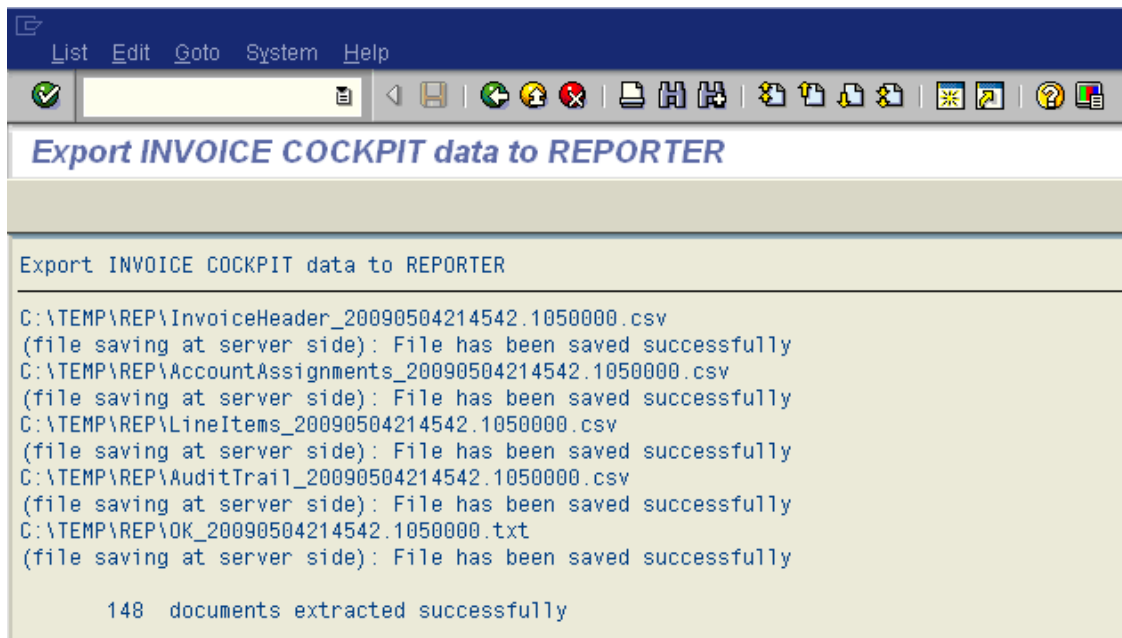 List Edit Goto System Help
Export INVOICE COCKPIT data to REPORTER
Export INVOICE COCKPIT data to REPORTER
C:\TEMP\REP\InvoiceHeader_20090504214542.1050000.csv
(file saving at server side): File has been saved successfully
C:\TEMP\REP\AccountAssignments_20090504214542.1050000.csv
(file saving at server side): File has been saved successfully
C:\TEMP\REP\LineItems_20090504214542.1050000.csv
(file saving at server side): File has been saved successfully
C:\TEMP\REP\AuditTrail_20090504214542.1050000.csv
(file saving at server side): File has been saved successfully
C:\TEMP\REP\OK_20090504214542.1050000.txt
(file saving at server side): File has been saved successfully
148 documents extracted successfully